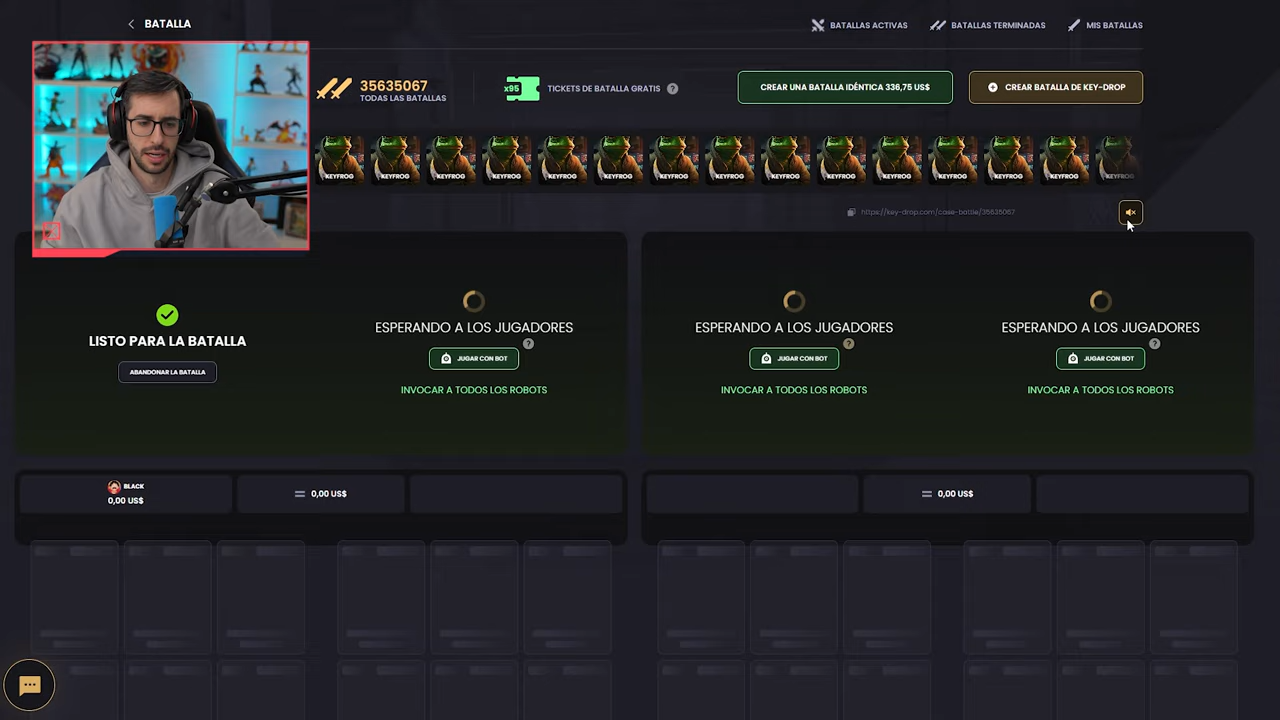 BATALLA
BATALLAS ACTIVAS
BATALLAS TERMINADAS
MIS BATALLAS
35635067
TODAS LAS BATALLAS
x95
TICKETS DE BATALLA GRATIS ?
CREAR UNA BATALLA IDÉNTICA 336,75 US$
CREAR BATALLA DE KEY-DROP
KEYFROG KEYFROG KEYFROG KEYFROG KEYFROG KEYFROG KEYFROG KEYFROG KEYFROG KEYFROG KEYFROG KEYFROG KEYFROG KEYFROG KEYFROG
https://key-drop.com/case-battle/35635067
LISTO PARA LA BATALLA
ABANDONAR LA BATALLA
ESPERANDO A LOS JUGADORES
?
JUGAR CON BOT
INVOCAR A TODOS LOS ROBOTS
ESPERANDO A LOS JUGADORES
?
JUGAR CON BOT
INVOCAR A TODOS LOS ROBOTS
ESPERANDO A LOS JUGADORES
?
JUGAR CON BOT
INVOCAR A TODOS LOS ROBOTS
BLACK
0,00 US$
0,00 US$
0,00 US$